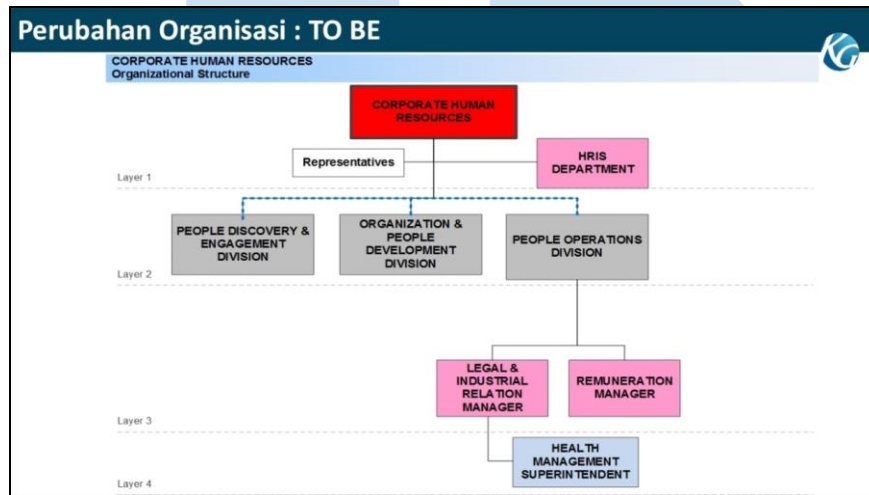 Perubahan Organisasi : TO BE
KG
CORPORATE HUMAN RESOURCES
Organizational Structure
CORPORATE HUMAN
RESOURCES
Representatives
HRIS
DEPARTMENT
Layer 1
PEOPLE DISCOVERY &
ENGAGEMENT
DIVISION
ORGANIZATION &
PEOPLE
DEVELOPMENT
DIVISION
PEOPLE OPERATIONS
DIVISION
Layer 2
LEGAL &
INDUSTRIAL
RELATION
MANAGER
REMUNERATION
MANAGER
Layer 3
HEALTH
MANAGEMENT
SUPERINTENDENT
Layer 4